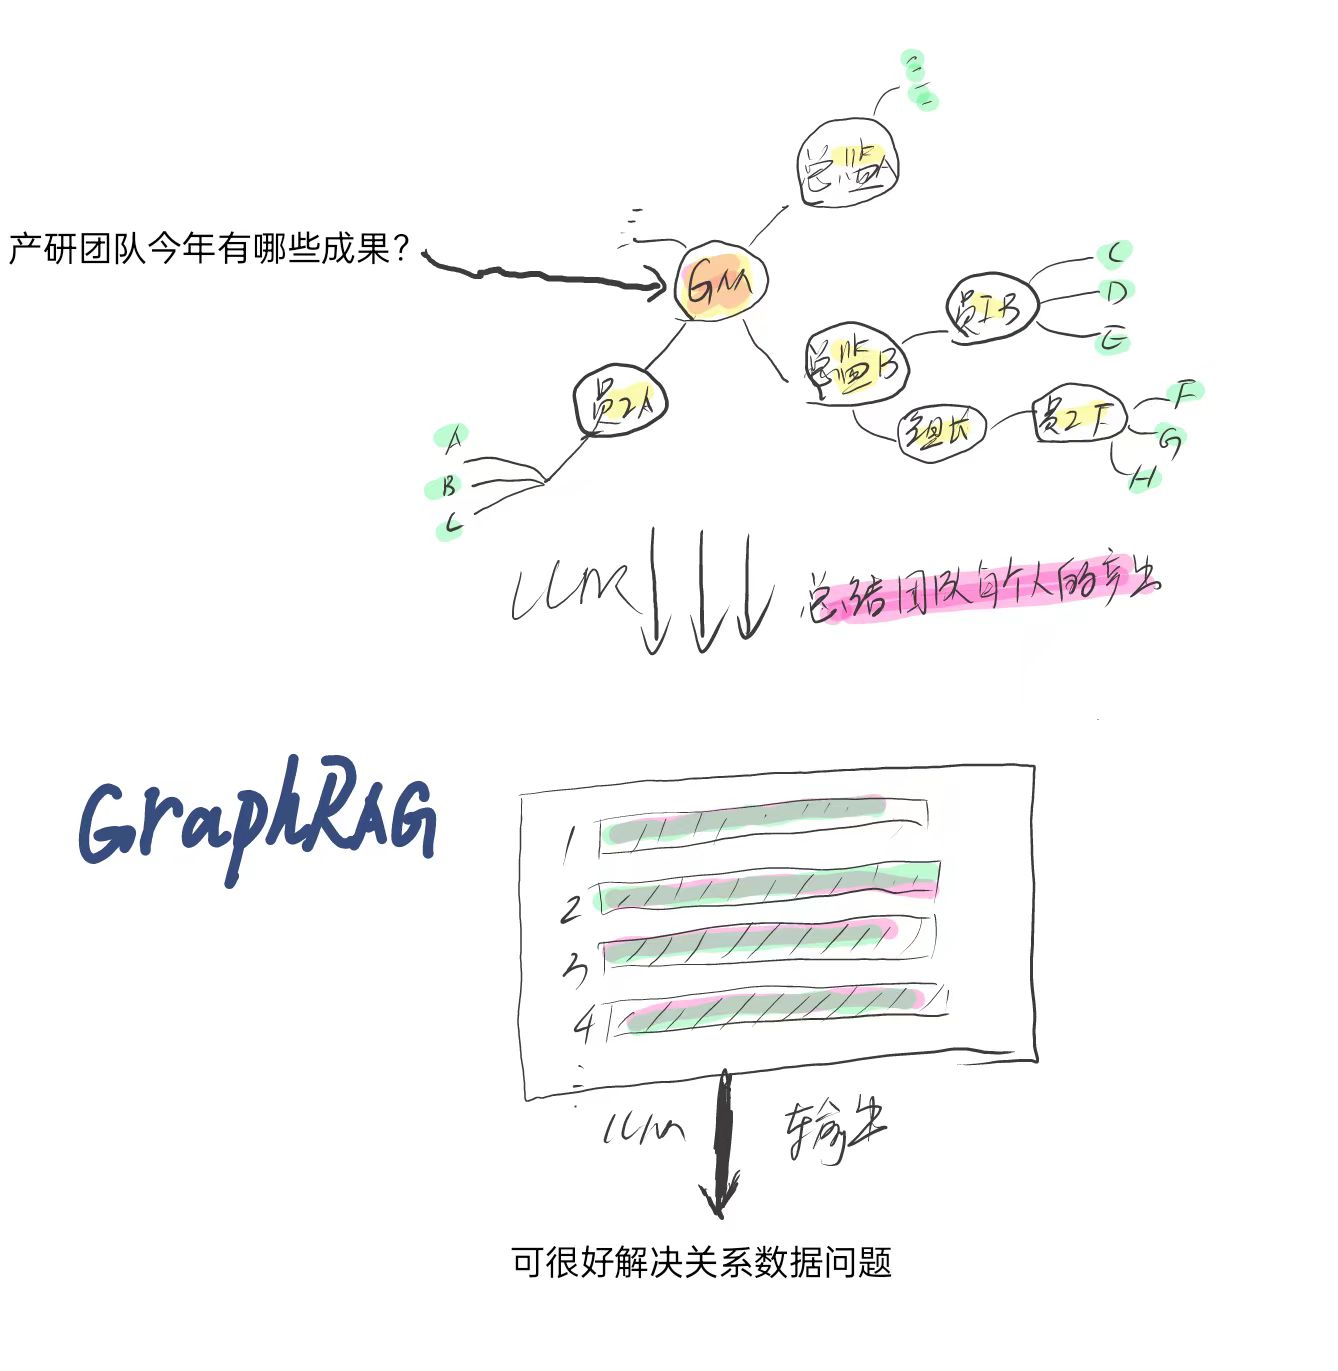 总监A
产研团队今年有哪些成果?
GM
员工B
C
D
E
总监B
员工A
组长
员工F
F
G
H
A
B
C
LLM
总结团队每个人的产出
GraphRAG
1
2
3
4
LLM
输出
可很好解决关系数据问题